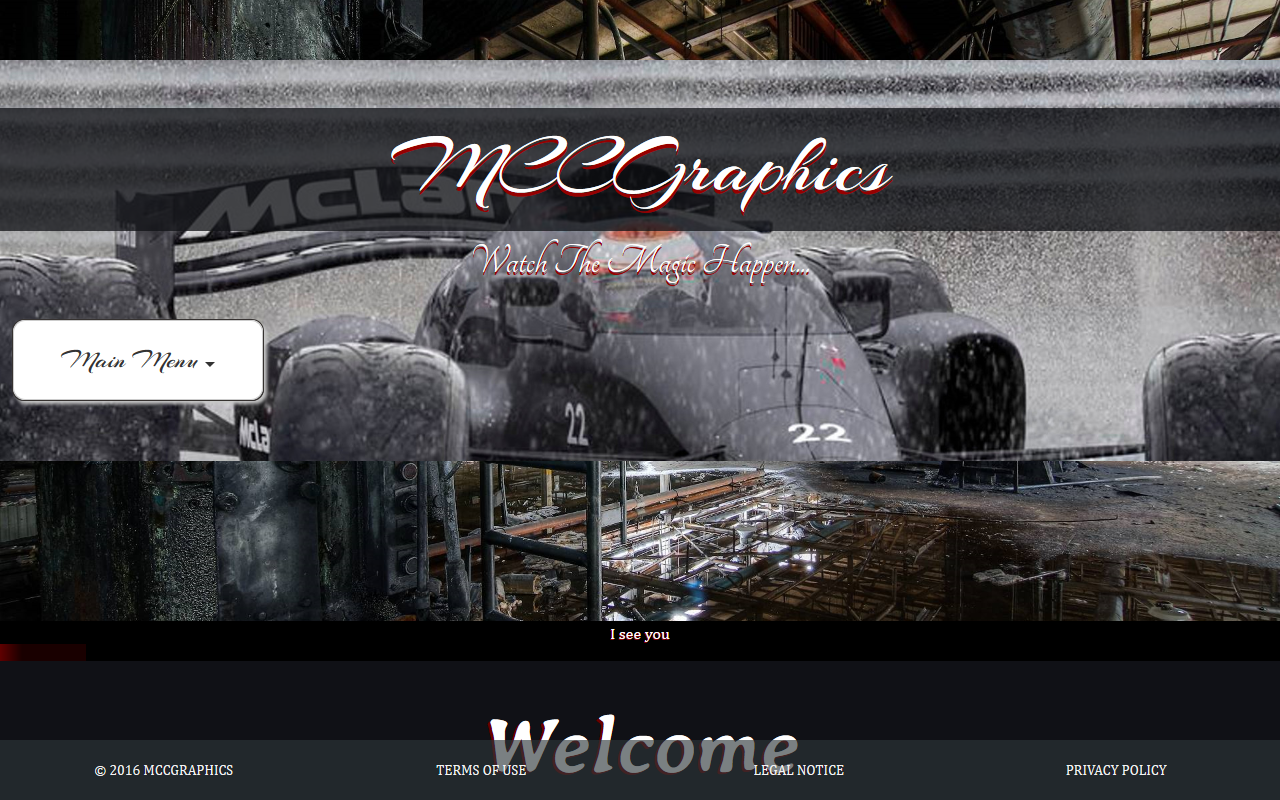 MCCGraphics
McLar
Watch The Magic Happen...
Main Menu
22
22
McLa
I see you
Welcome
© 2016 MCCGRAPHICS
TERMS OF USE
LEGAL NOTICE
PRIVACY POLICY